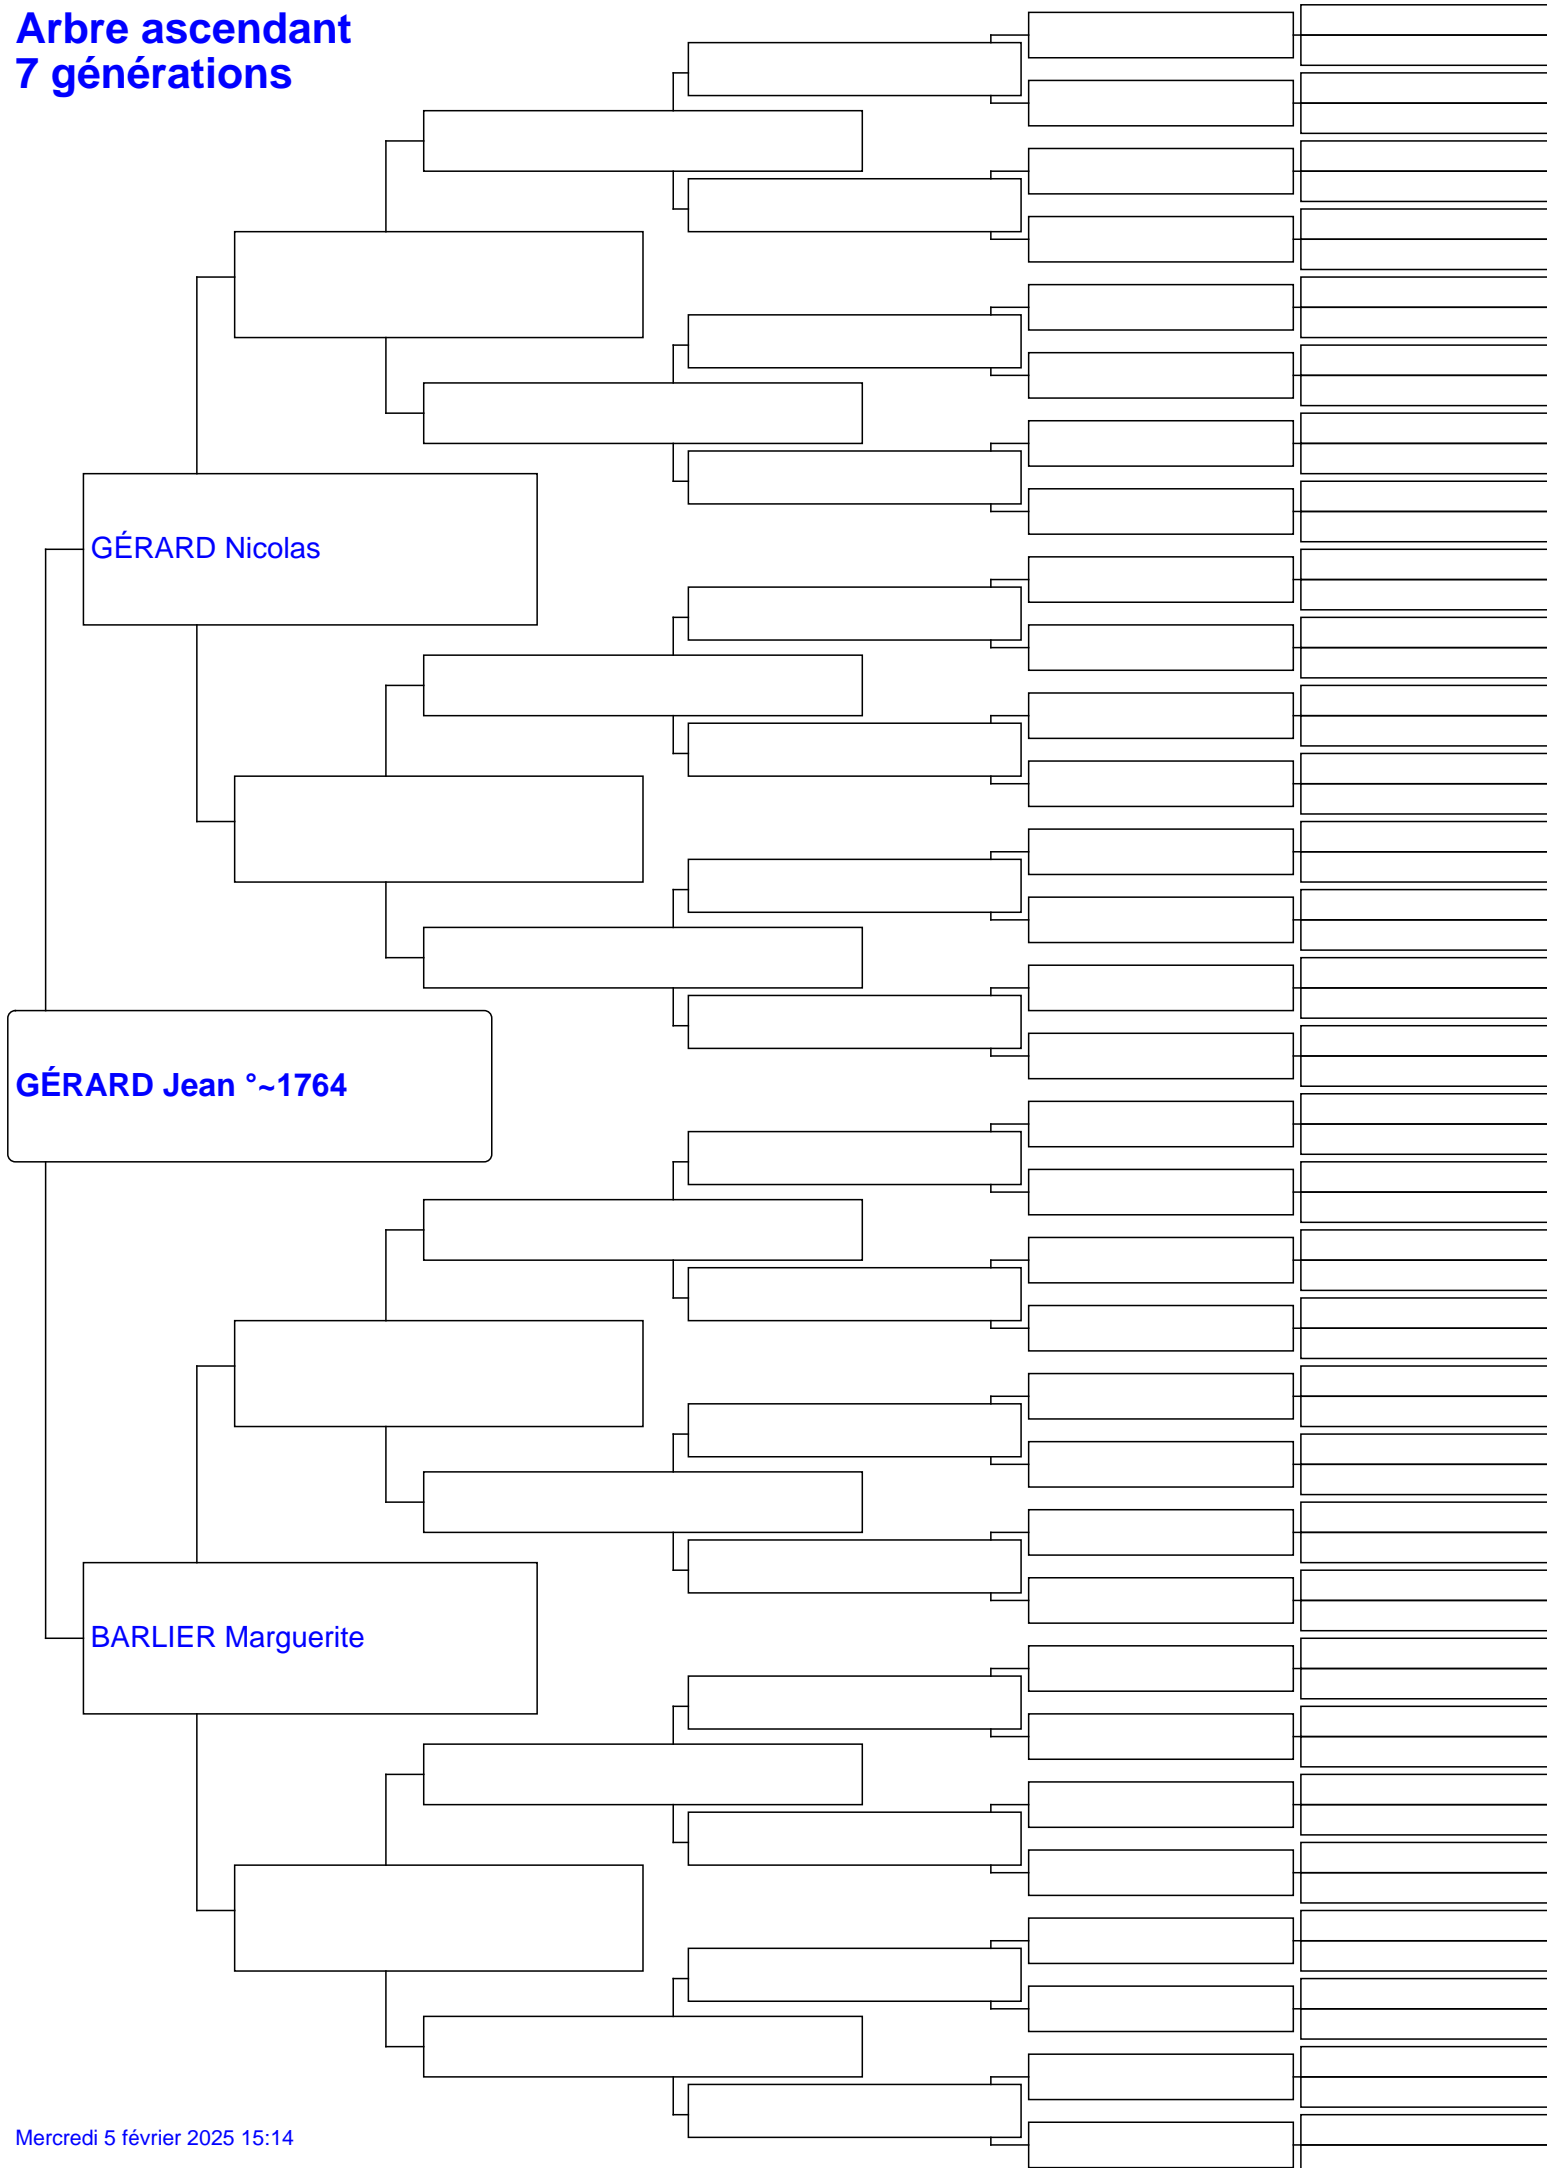 Arbre ascendant
7 générations
GÉRARD Nicolas
GÉRARD Jean °~1764
BARLIER Marguerite
Mercredi 5 février 2025 15:14